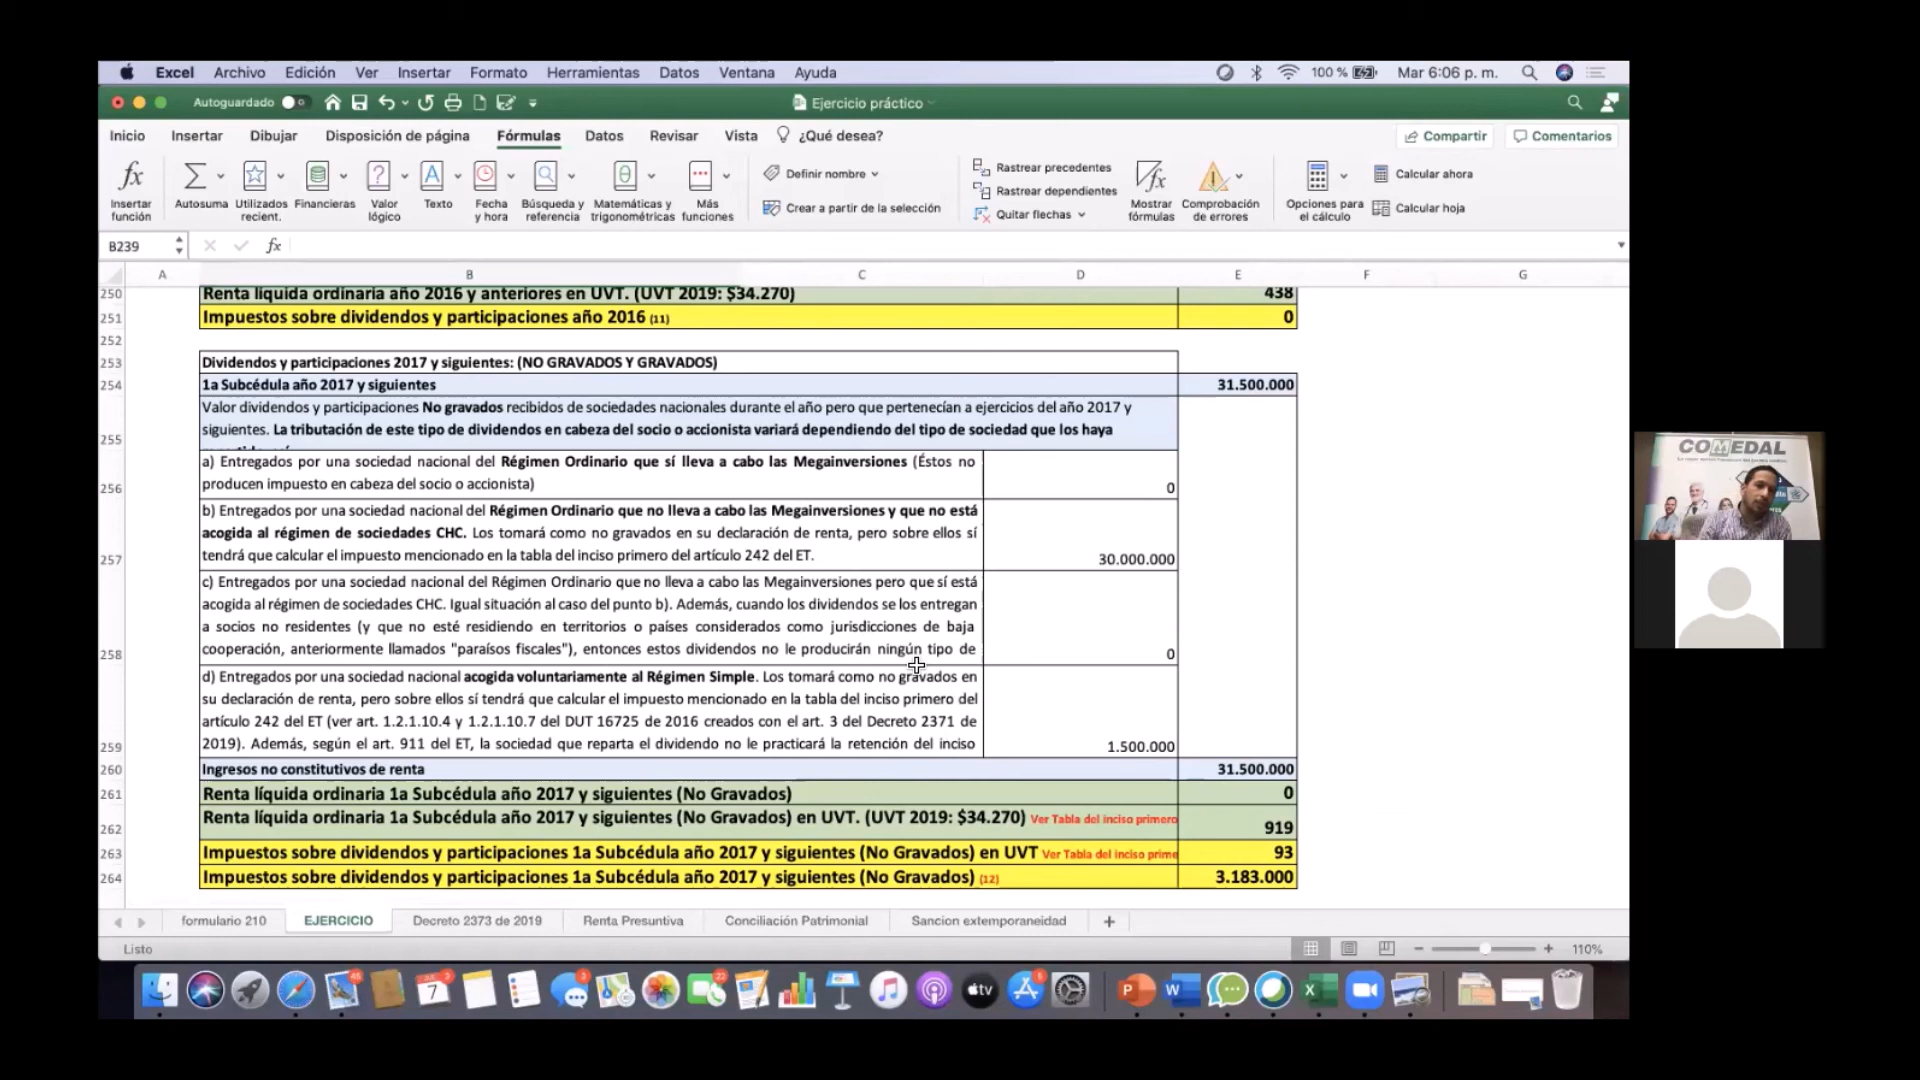 Excel Archivo Edición Ver Insertar Formato Herramientas Datos Ventana Ayuda 100 % Mar 6:06 p. m.
Autoguardado Ejercicio práctico
Inicio Insertar Dibujar Disposición de página Fórmulas Datos Revisar Vista ¿Qué desea? Compartir Comentarios
Insertar función Autosuma Utilizados recient. Financieras Valor lógico Texto Fecha y hora Búsqueda y referencia Matemáticas y trigonométricas Más funciones
Definir nombre
Crear a partir de la selección
Rastrear precedentes
Rastrear dependientes
Quitar flechas
Mostrar fórmulas Comprobación de errores Opciones para el cálculo
Calcular ahora
Calcular hoja
B239 fx
A B C D E F G
250 Renta líquida ordinaria año 2016 y anteriores en UVT. (UVT 2019: $34.270) 438
251 Impuestos sobre dividendos y participaciones año 2016 (11) 0
252
253 Dividendos y participaciones 2017 y siguientes: (NO GRAVADOS Y GRAVADOS)
254 1a Subcédula año 2017 y siguientes 31.500.000
Valor dividendos y participaciones No gravados recibidos de sociedades nacionales durante el año pero que pertenecían a ejercicios del año 2017 y
siguientes. La tributación de este tipo de dividendos en cabeza del socio o accionista variará dependiendo del tipo de sociedad que los haya
255
a) Entregados por una sociedad nacional del Régimen Ordinario que sí lleva a cabo las Megainversiones (Éstos no
producen impuesto en cabeza del socio o accionista)
256 0
b) Entregados por una sociedad nacional del Régimen Ordinario que no lleva a cabo las Megainversiones y que no está
acogida al régimen de sociedades CHC. Los tomará como no gravados en su declaración de renta, pero sobre ellos sí
tendrá que calcular el impuesto mencionado en la tabla del inciso primero del artículo 242 del ET.
257 30.000.000
c) Entregados por una sociedad nacional del Régimen Ordinario que no lleva a cabo las Megainversiones pero que sí está
acogida al régimen de sociedades CHC. Igual situación al caso del punto b). Además, cuando los dividendos se los entregan
a socios no residentes (y que no esté residiendo en territorios o países considerados como jurisdicciones de baja
cooperación, anteriormente llamados "paraísos fiscales"), entonces estos dividendos no le producirán ningún tipo de
258 0
d) Entregados por una sociedad nacional acogida voluntariamente al Régimen Simple. Los tomará como no gravados en
su declaración de renta, pero sobre ellos sí tendrá que calcular el impuesto mencionado en la tabla del inciso primero del
artículo 242 del ET (ver art. 1.2.1.10.4 y 1.2.1.10.7 del DUT 16725 de 2016 creados con el art. 3 del Decreto 2371 de
2019). Además, según el art. 911 del ET, la sociedad que reparta el dividendo no le practicará la retención del inciso
259 1.500.000
260 Ingresos no constitutivos de renta 31.500.000
261 Renta líquida ordinaria 1a Subcédula año 2017 y siguientes (No Gravados) 0
262 Renta líquida ordinaria 1a Subcédula año 2017 y siguientes (No Gravados) en UVT. (UVT 2019: $34.270) Ver Tabla del inciso primero 919
263 Impuestos sobre dividendos y participaciones 1a Subcédula año 2017 y siguientes (No Gravados) en UVT Ver Tabla del inciso prime 93
264 Impuestos sobre dividendos y participaciones 1a Subcédula año 2017 y siguientes (No Gravados) (12) 3.183.000
formulario 210 EJERCICIO Decreto 2373 de 2019 Renta Presuntiva Conciliación Patrimonial Sancion extemporaneidad +
Listo 110%
COMEDAL
7
tv
P W X